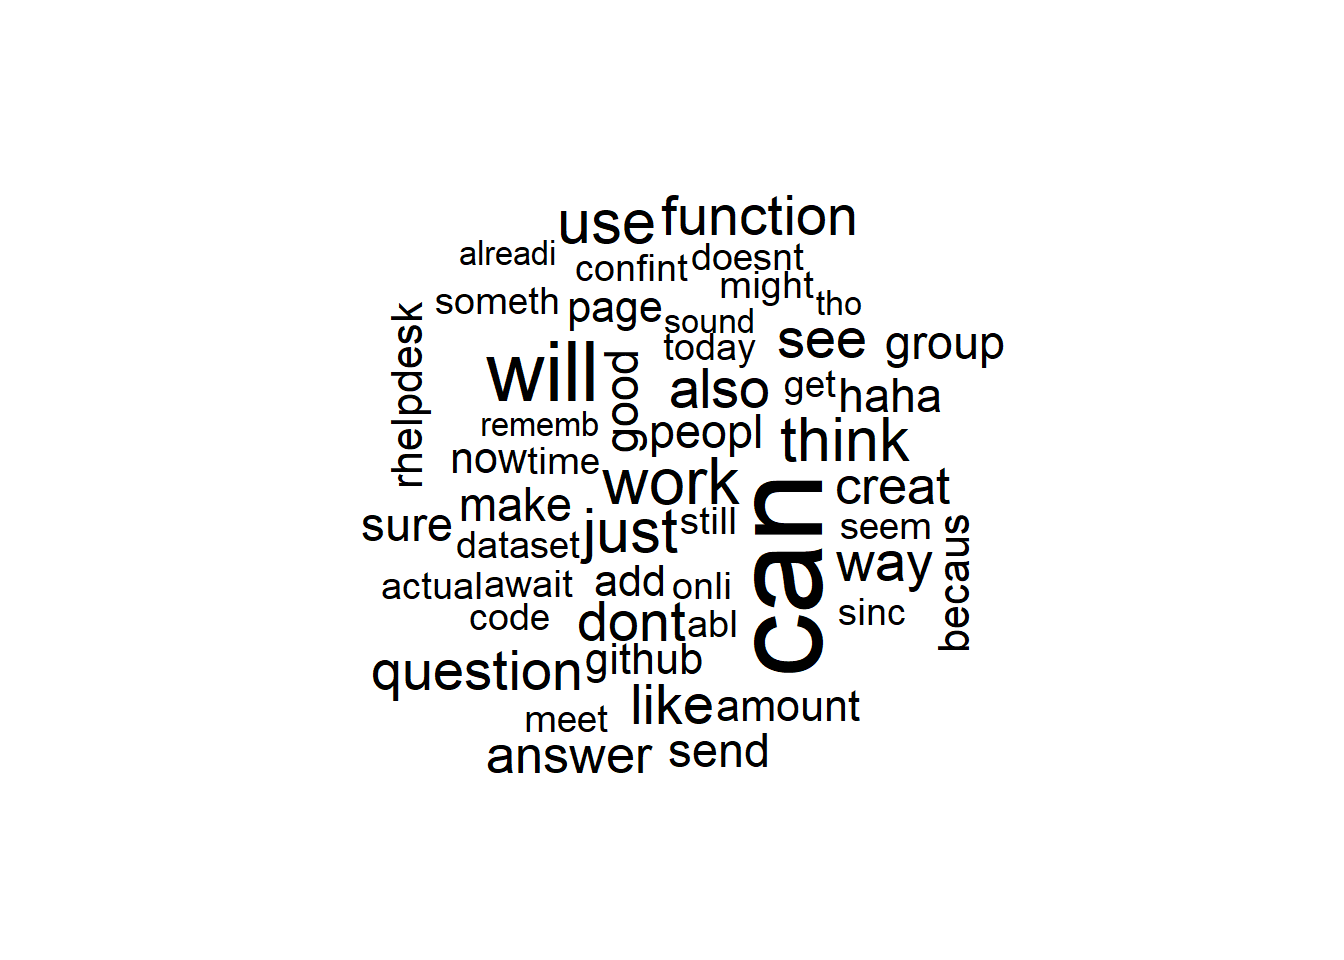 use function
alreadi confint doesnt
someth page might tho
rhelpdesk
sound
today see group
will good also get haha
rememb peopl think
now time work can creat
make just still seem
sure dataset way becaus
actual await add onli sinc
code dont abl
question github
meet like amount
answer send